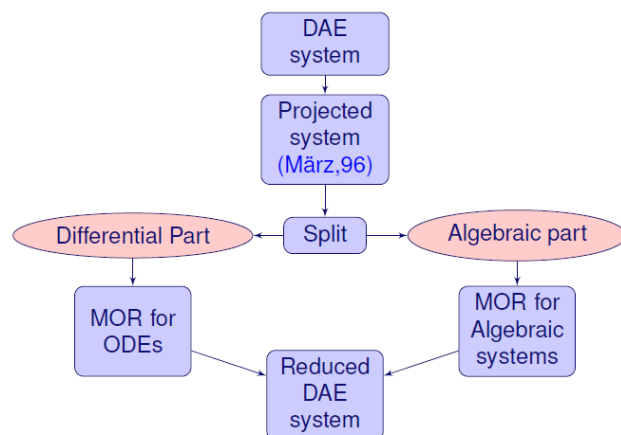 DAE
system
Projected
system
(März,96)
Differential Part
Split
Algebraic part
MOR for
ODEs
MOR for
Algebraic
systems
Reduced
DAE
system